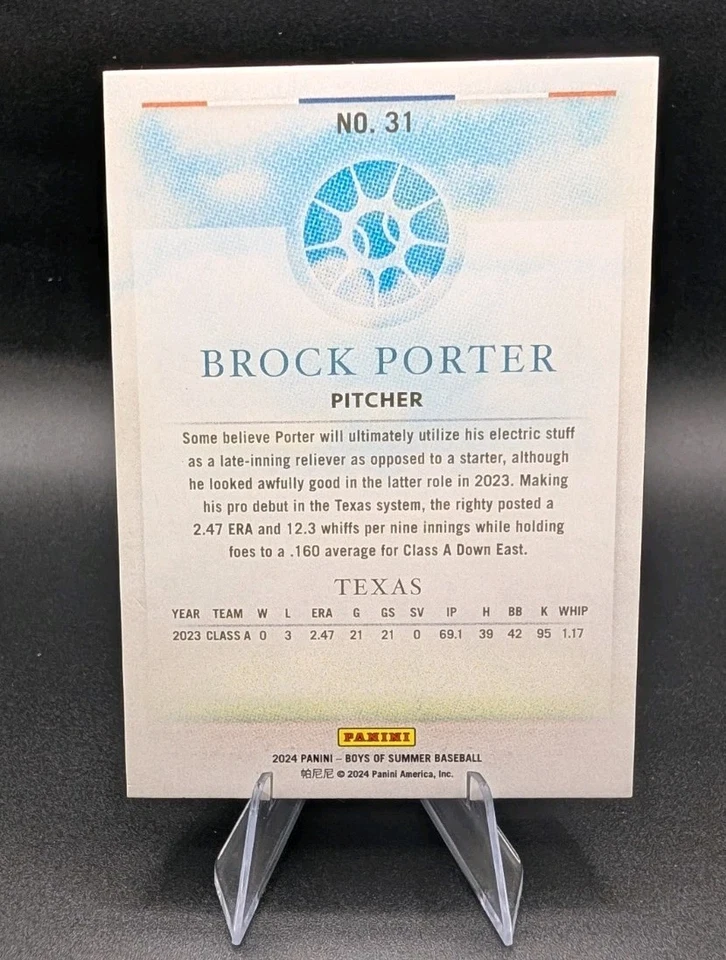 NO. 31
BROCK PORTER
PITCHER
Some believe Porter will ultimately utilize his electric stuff
as a late-inning reliever as opposed to a starter, although
he looked awfully good in the latter role in 2023. Making
his pro debut in the Texas system, the righty posted a
2.47 ERA and 12.3 whiffs per nine innings while holding
foes to a .160 average for Class A Down East.
TEXAS
YEAR TEAM W L ERA G GS SV IP H BB K WHIP
2023 CLASS A 0 3 2.47 21 21 0 69.1 39 42 95 1.17
PANINI
2024 PANINI – BOYS OF SUMMER BASEBALL
帕尼尼 © 2024 Panini America, Inc.